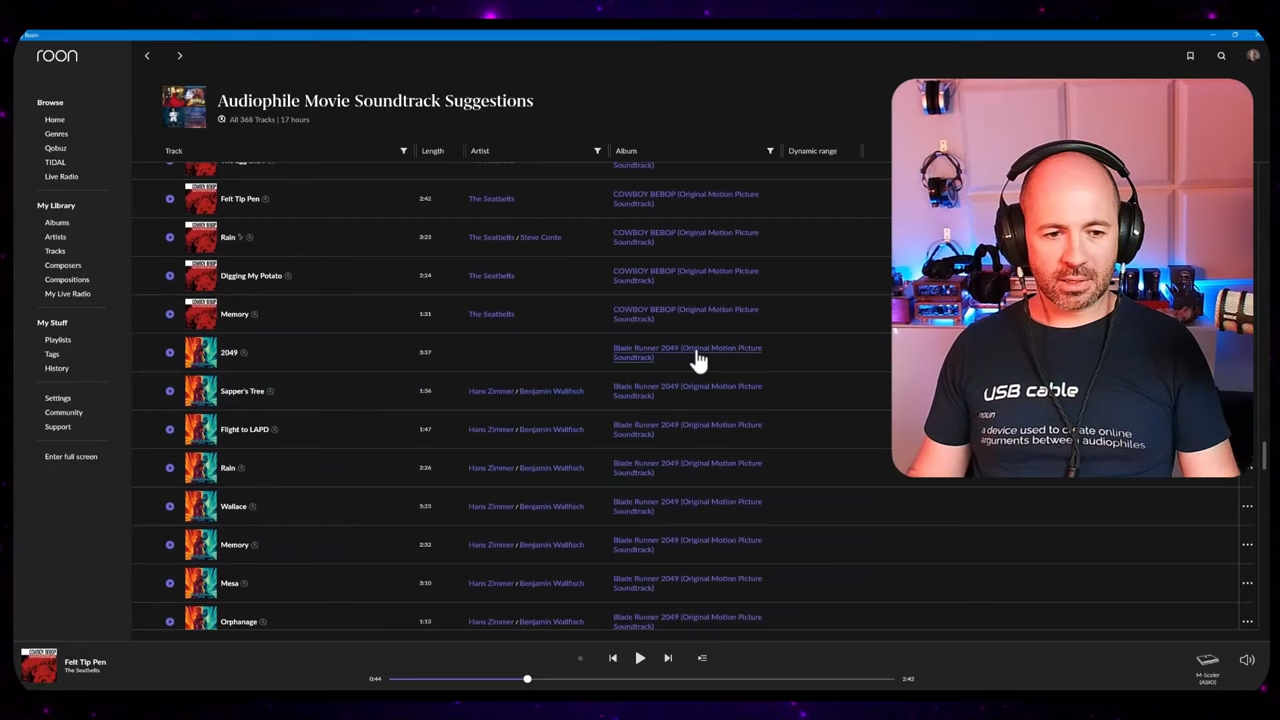 Roon
roon
Browse
Home
Genres
Qobuz
TIDAL
Live Radio
My Library
Albums
Artists
Tracks
Composers
Compositions
My Live Radio
My Stuff
Playlists
Tags
History
Settings
Community
Support
Enter full screen
Audiophile Movie Soundtrack Suggestions
All 368 Tracks | 17 hours
Track Length Artist Album Dynamic range
Soundtrack)
Felt Tip Pen 2:42 The Seatbelts COWBOY BEBOP (Original Motion Picture
Soundtrack)
Rain 3:23 The Seatbelts / Steve Conte COWBOY BEBOP (Original Motion Picture
Soundtrack)
Digging My Potato 2:24 The Seatbelts COWBOY BEBOP (Original Motion Picture
Soundtrack)
Memory 1:31 The Seatbelts COWBOY BEBOP (Original Motion Picture
Soundtrack)
2049 3:37 Blade Runner 2049 (Original Motion Picture
Soundtrack)
Sapper's Tree 1:36 Hans Zimmer / Benjamin Wallfisch Blade Runner 2049 (Original Motion Picture
Soundtrack)
Flight to LAPD 1:47 Hans Zimmer / Benjamin Wallfisch Blade Runner 2049 (Original Motion Picture
Soundtrack)
Rain 2:26 Hans Zimmer / Benjamin Wallfisch Blade Runner 2049 (Original Motion Picture
Soundtrack)
Wallace 5:23 Hans Zimmer / Benjamin Wallfisch Blade Runner 2049 (Original Motion Picture
Soundtrack)
Memory 2:32 Hans Zimmer / Benjamin Wallfisch Blade Runner 2049 (Original Motion Picture
Soundtrack)
Mesa 3:10 Hans Zimmer / Benjamin Wallfisch Blade Runner 2049 (Original Motion Picture
Soundtrack)
Orphanage 1:13 Hans Zimmer / Benjamin Wallfisch Blade Runner 2049 (Original Motion Picture
Soundtrack)
USB cable
noun
a device used to create online
arguments between audiophiles
RODE
Felt Tip Pen
The Seatbelts
0:44 2:42
M-Scaler
(ASIO)